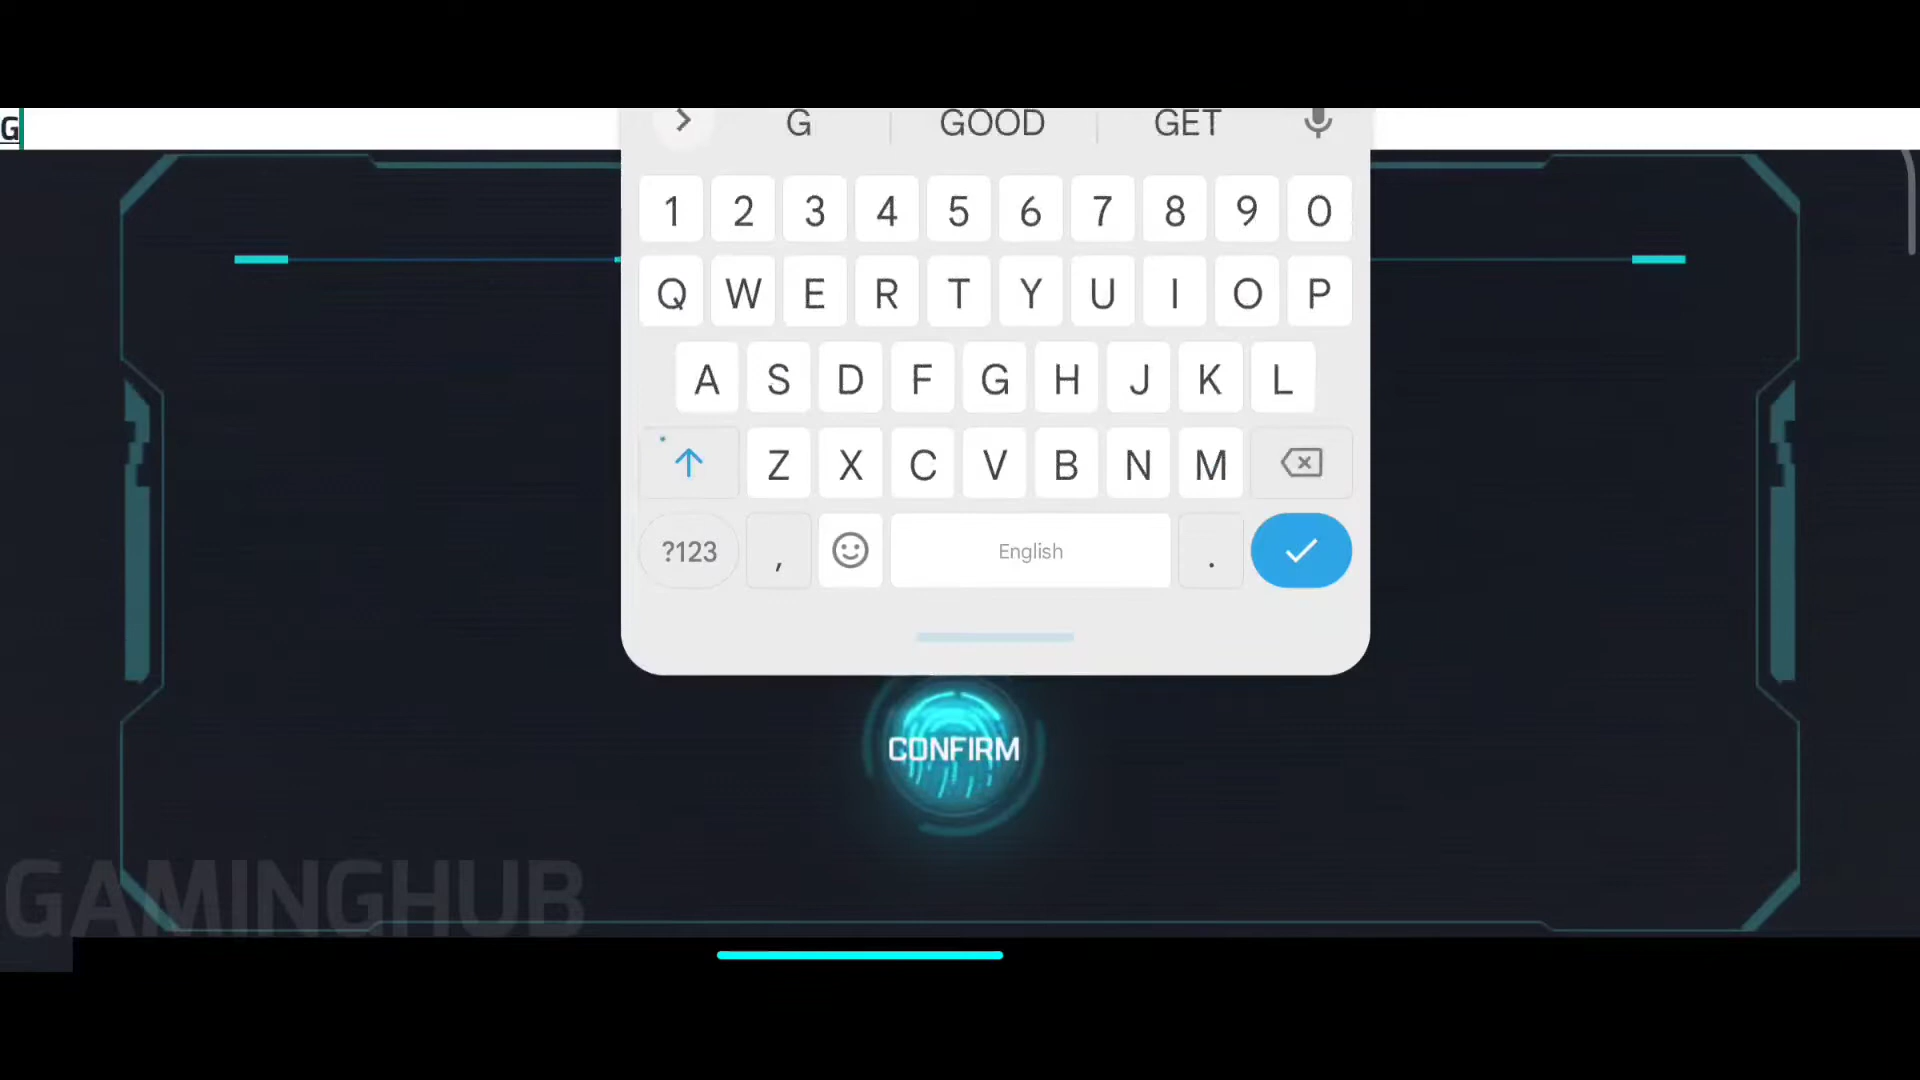 G
G GOOD GET
1 2 3 4 5 6 7 8 9 0
Q W E R T Y U I O P
A S D F G H J K L
Z X C V B N M
?123 , English .
CONFIRM
GAMINGHUB